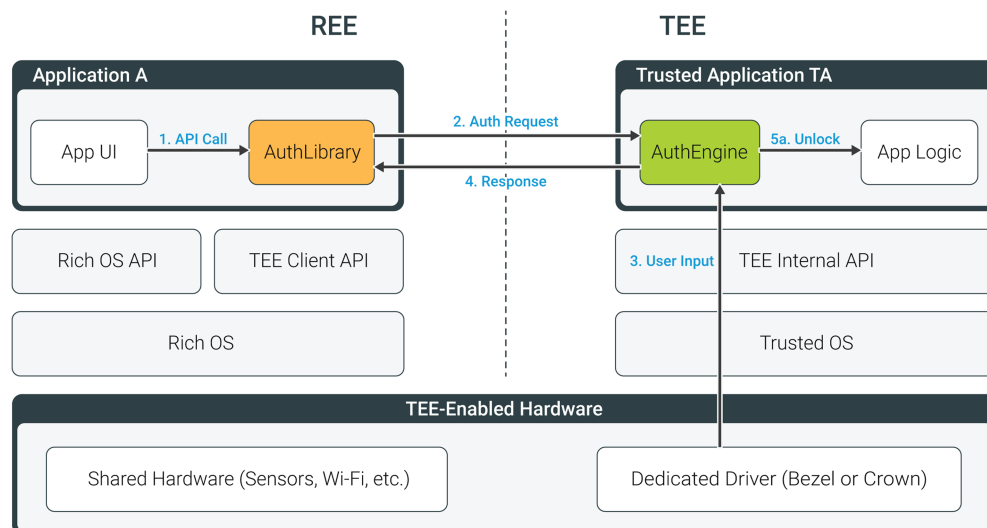 REE
TEE
Application A
Trusted Application TA
App UI
1. API Call
AuthLibrary
2. Auth Request
4. Response
AuthEngine
5a. Unlock
App Logic
Rich OS API
TEE Client API
3. User Input
TEE Internal API
Rich OS
Trusted OS
TEE-Enabled Hardware
Shared Hardware (Sensors, Wi-Fi, etc.)
Dedicated Driver (Bezel or Crown)